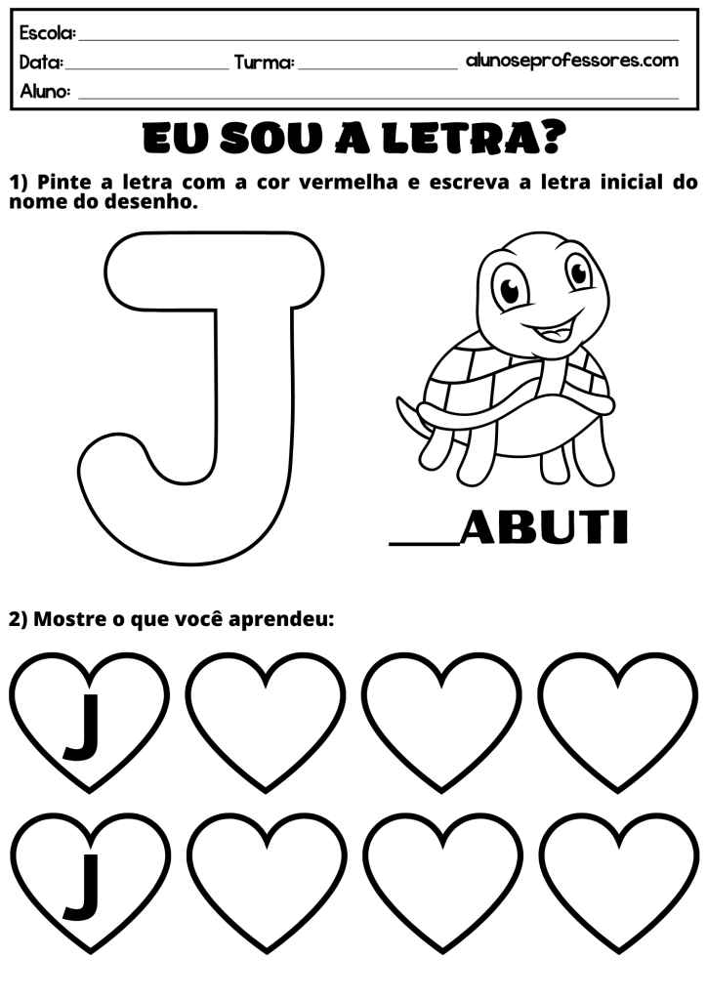 Escola:
Data: Turma: alunoseprofessores.com
Aluno:
EU SOU A LETRA?
1) Pinte a letra com a cor vermelha e escreva a letra inicial do
nome do desenho.
J
___ABUTI
2) Mostre o que você aprendeu:
J
J